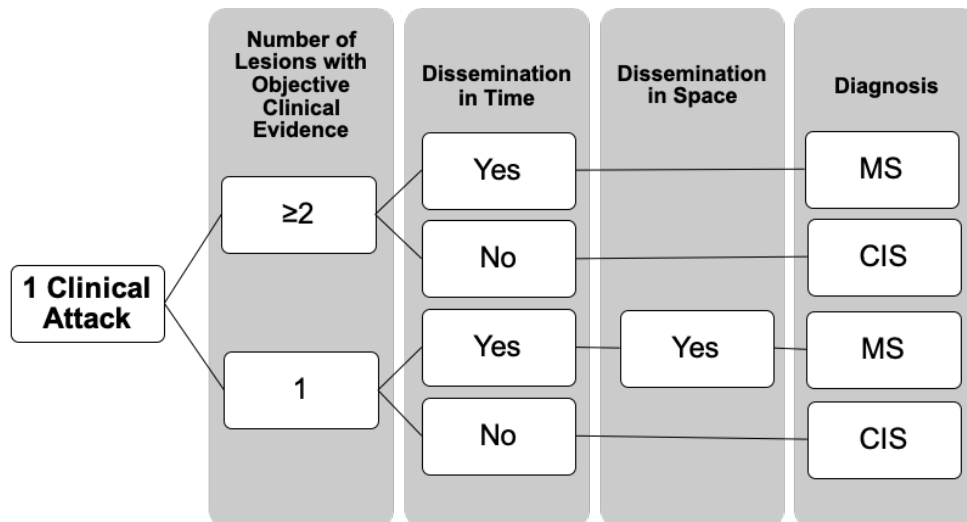 Number of
Lesions with
Objective
Clinical
Evidence
Dissemination
in Time
Dissemination
in Space
Diagnosis
1 Clinical
Attack
≥2
Yes
MS
No
CIS
1
Yes
Yes
MS
No
CIS